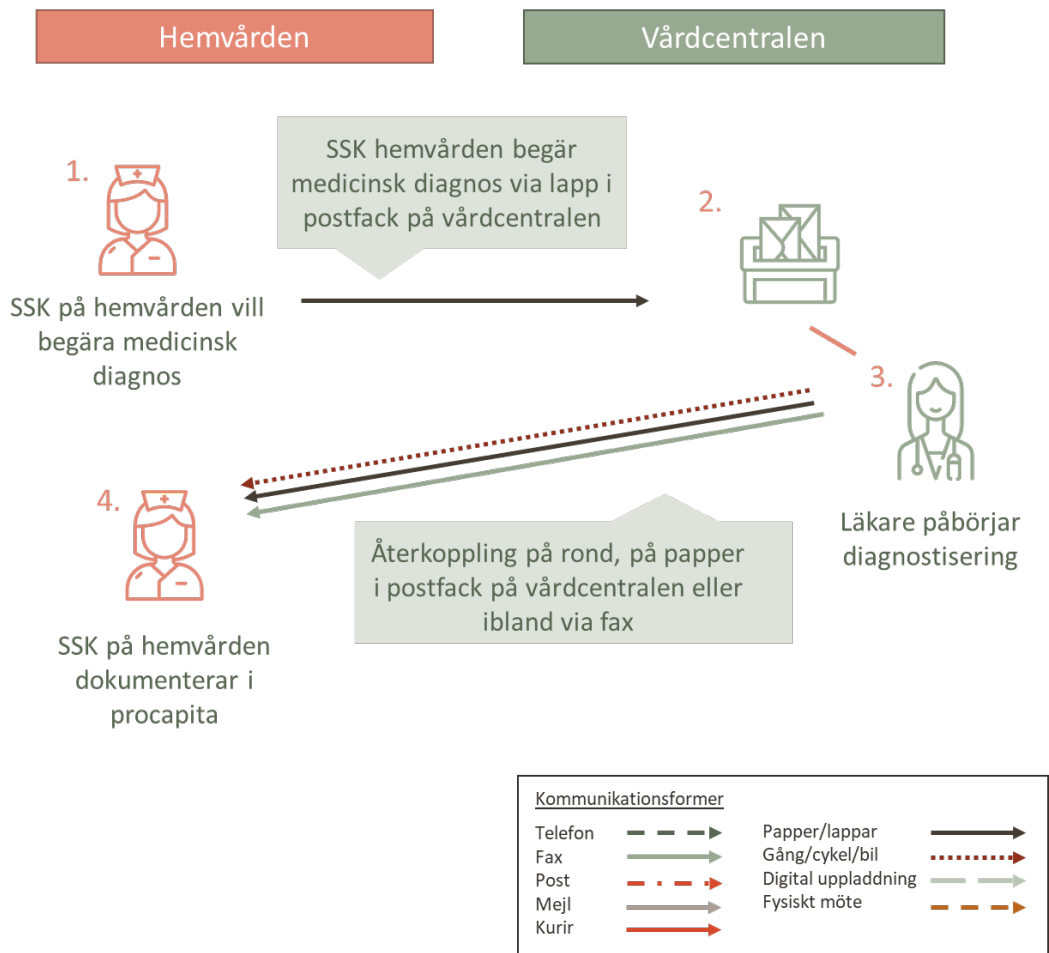 Hemvården
Vårdcentralen
SSK hemvården begär
medicinsk diagnos via lapp i
postfack på vårdcentralen
1.
2.
SSK på hemvården vill
begära medicinsk
diagnos
3.
Läkare påbörjar
diagnostisering
4.
Återkoppling på rond, på papper
i postfack på vårdcentralen eller
ibland via fax
SSK på hemvården
dokumenterar i
procapita
Kommunikationsformer
Telefon
Fax
Post
Mejl
Kurir
Papper/lappar
Gång/cykel/bil
Digital uppladdning
Fysiskt möte